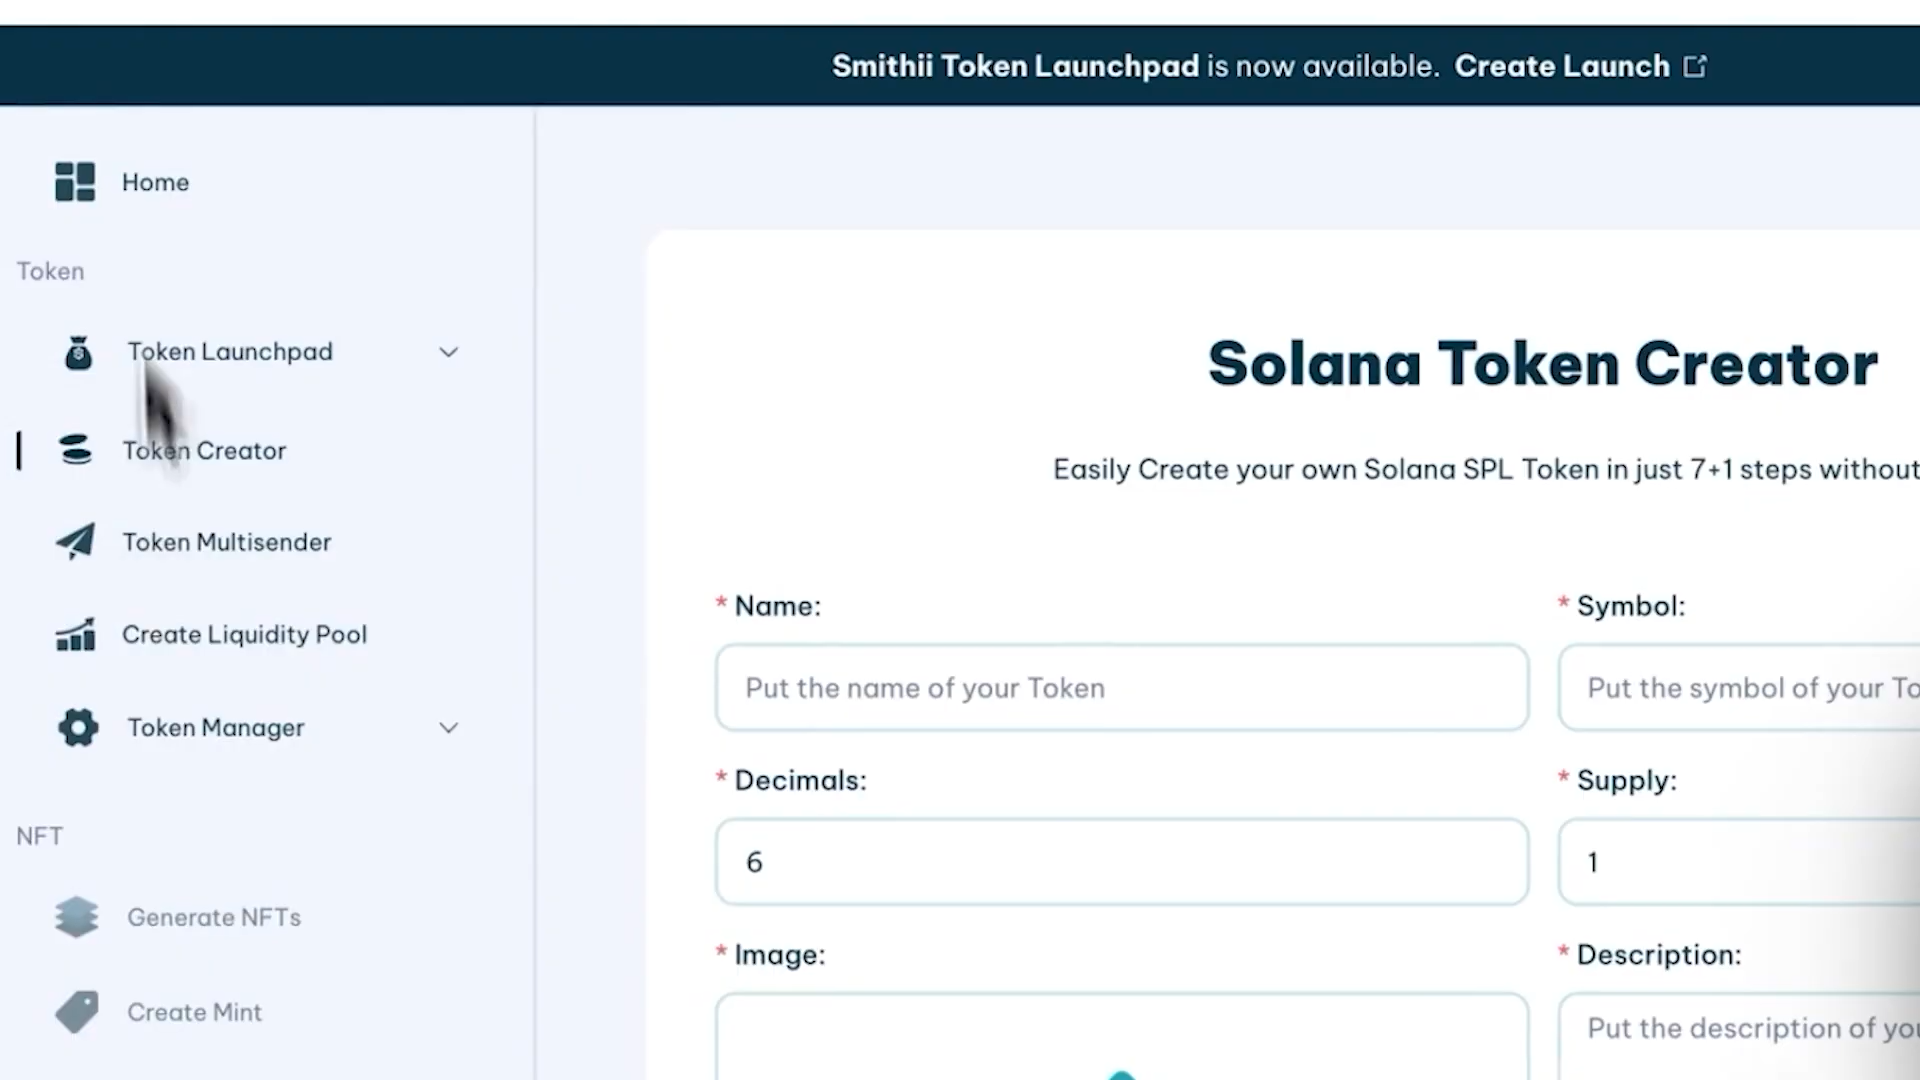 Smithii Token Launchpad is now available. Create Launch
Home
Token
Token Launchpad
Token Creator
Token Multisender
Create Liquidity Pool
Token Manager
NFT
Generate NFTs
Create Mint
Solana Token Creator
Easily Create your own Solana SPL Token in just 7+1 steps without
* Name:
* Symbol:
Put the name of your Token
Put the symbol of your To
* Decimals:
* Supply:
6
1
* Image:
* Description:
Put the description of you